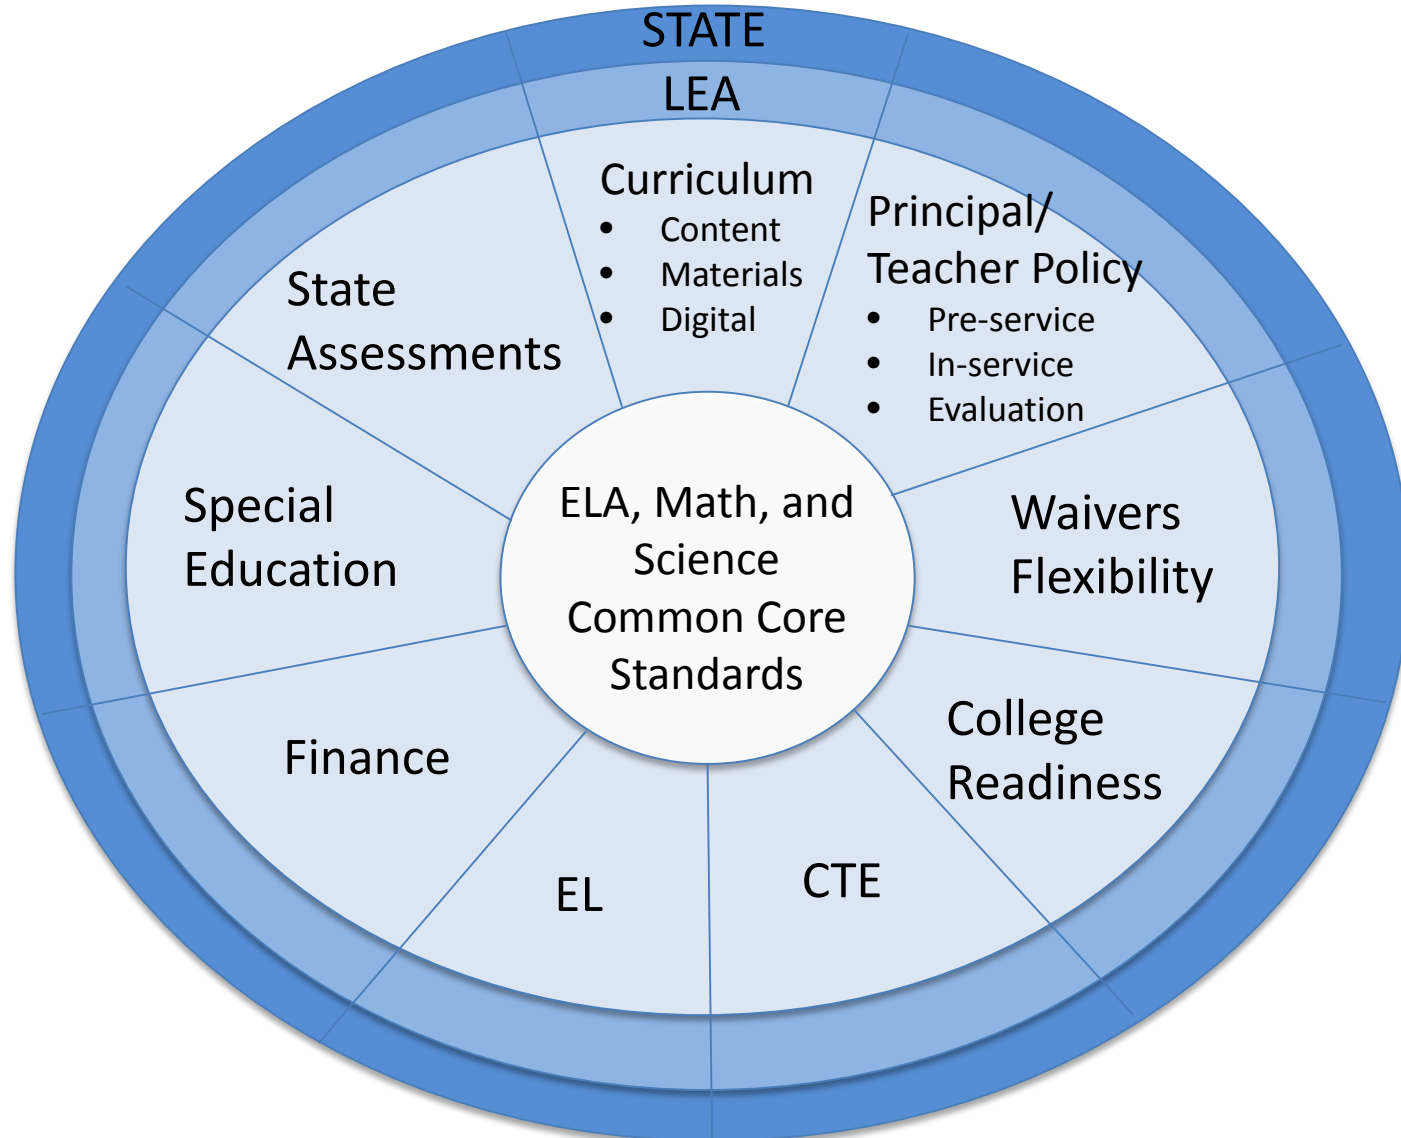 STATE
LEA
Curriculum
• Content
• Materials
• Digital
Principal/
Teacher Policy
• Pre-service
• In-service
• Evaluation
Waivers
Flexibility
College
Readiness
CTE
EL
Finance
Special
Education
State
Assessments
ELA, Math, and
Science
Common Core
Standards